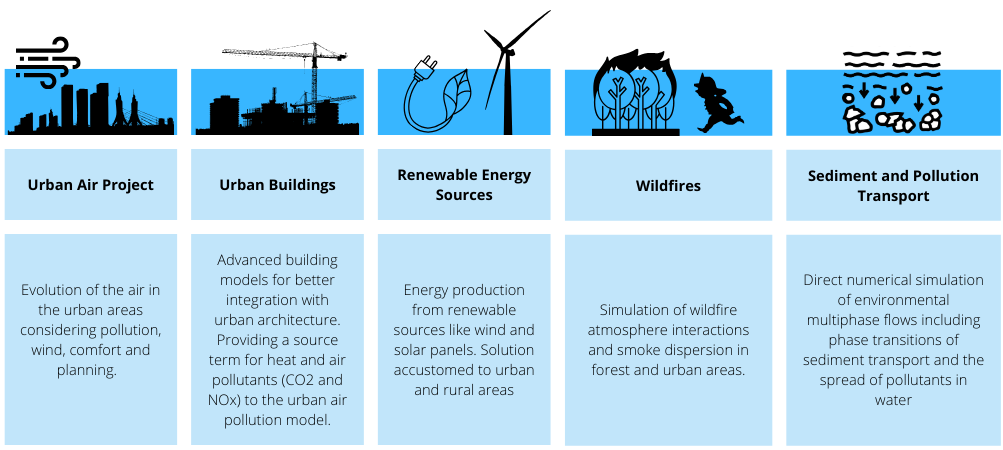 Urban Air Project
Urban Buildings
Renewable Energy
Sources
Wildfires
Sediment and Pollution
Transport
Evolution of the air in
the urban areas
considering pollution,
wind, comfort and
planning.
Advanced building
models for better
integration with
urban architecture.
Providing a source
term for heat and air
pollutants (CO2 and
NOx) to the urban air
pollution model.
Energy production
from renewable
sources like wind and
solar panels. Solution
accustomed to urban
and rural areas
Simulation of wildfire
atmosphere interactions
and smoke dispersion in
forest and urban areas.
Direct numerical simulation
of environmental
multiphase flows including
phase transitions of
sediment transport and the
spread of pollutants in
water